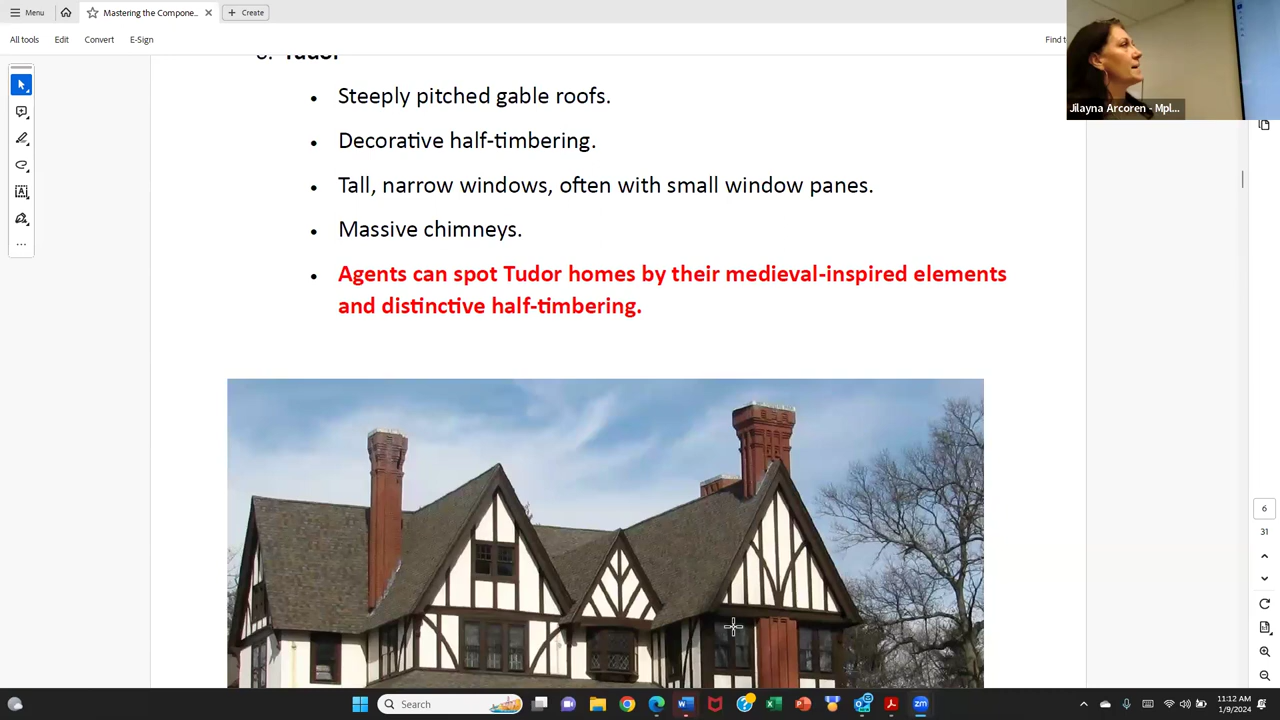 Menu
Mastering the Compone...
Create
All tools
Edit
Convert
E-Sign
Find
Jilayna Arcoren - Mpl...
Tudor
• Steeply pitched gable roofs.
• Decorative half-timbering.
• Tall, narrow windows, often with small window panes.
• Massive chimneys.
• Agents can spot Tudor homes by their medieval-inspired elements
and distinctive half-timbering.
6
31
Search
11:12 AM
1/9/2024